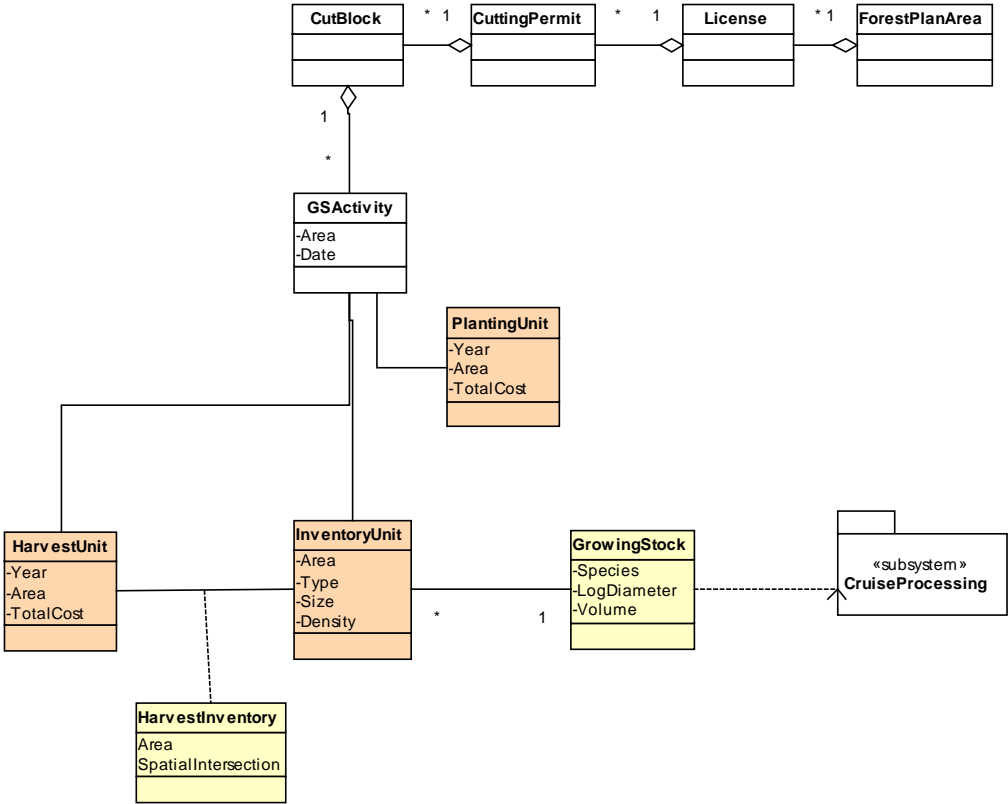 CutBlock
* 1
CuttingPermit
* 1
License
* 1
ForestPlanArea
1
*
GSActivity
-Area
-Date
PlantingUnit
-Year
-Area
-TotalCost
HarvestUnit
-Year
-Area
-TotalCost
InventoryUnit
-Area
-Type
-Size
-Density
* 1
GrowingStock
-Species
-LogDiameter
-Volume
«subsystem»
CruiseProcessing
HarvestInventory
Area
SpatialIntersection